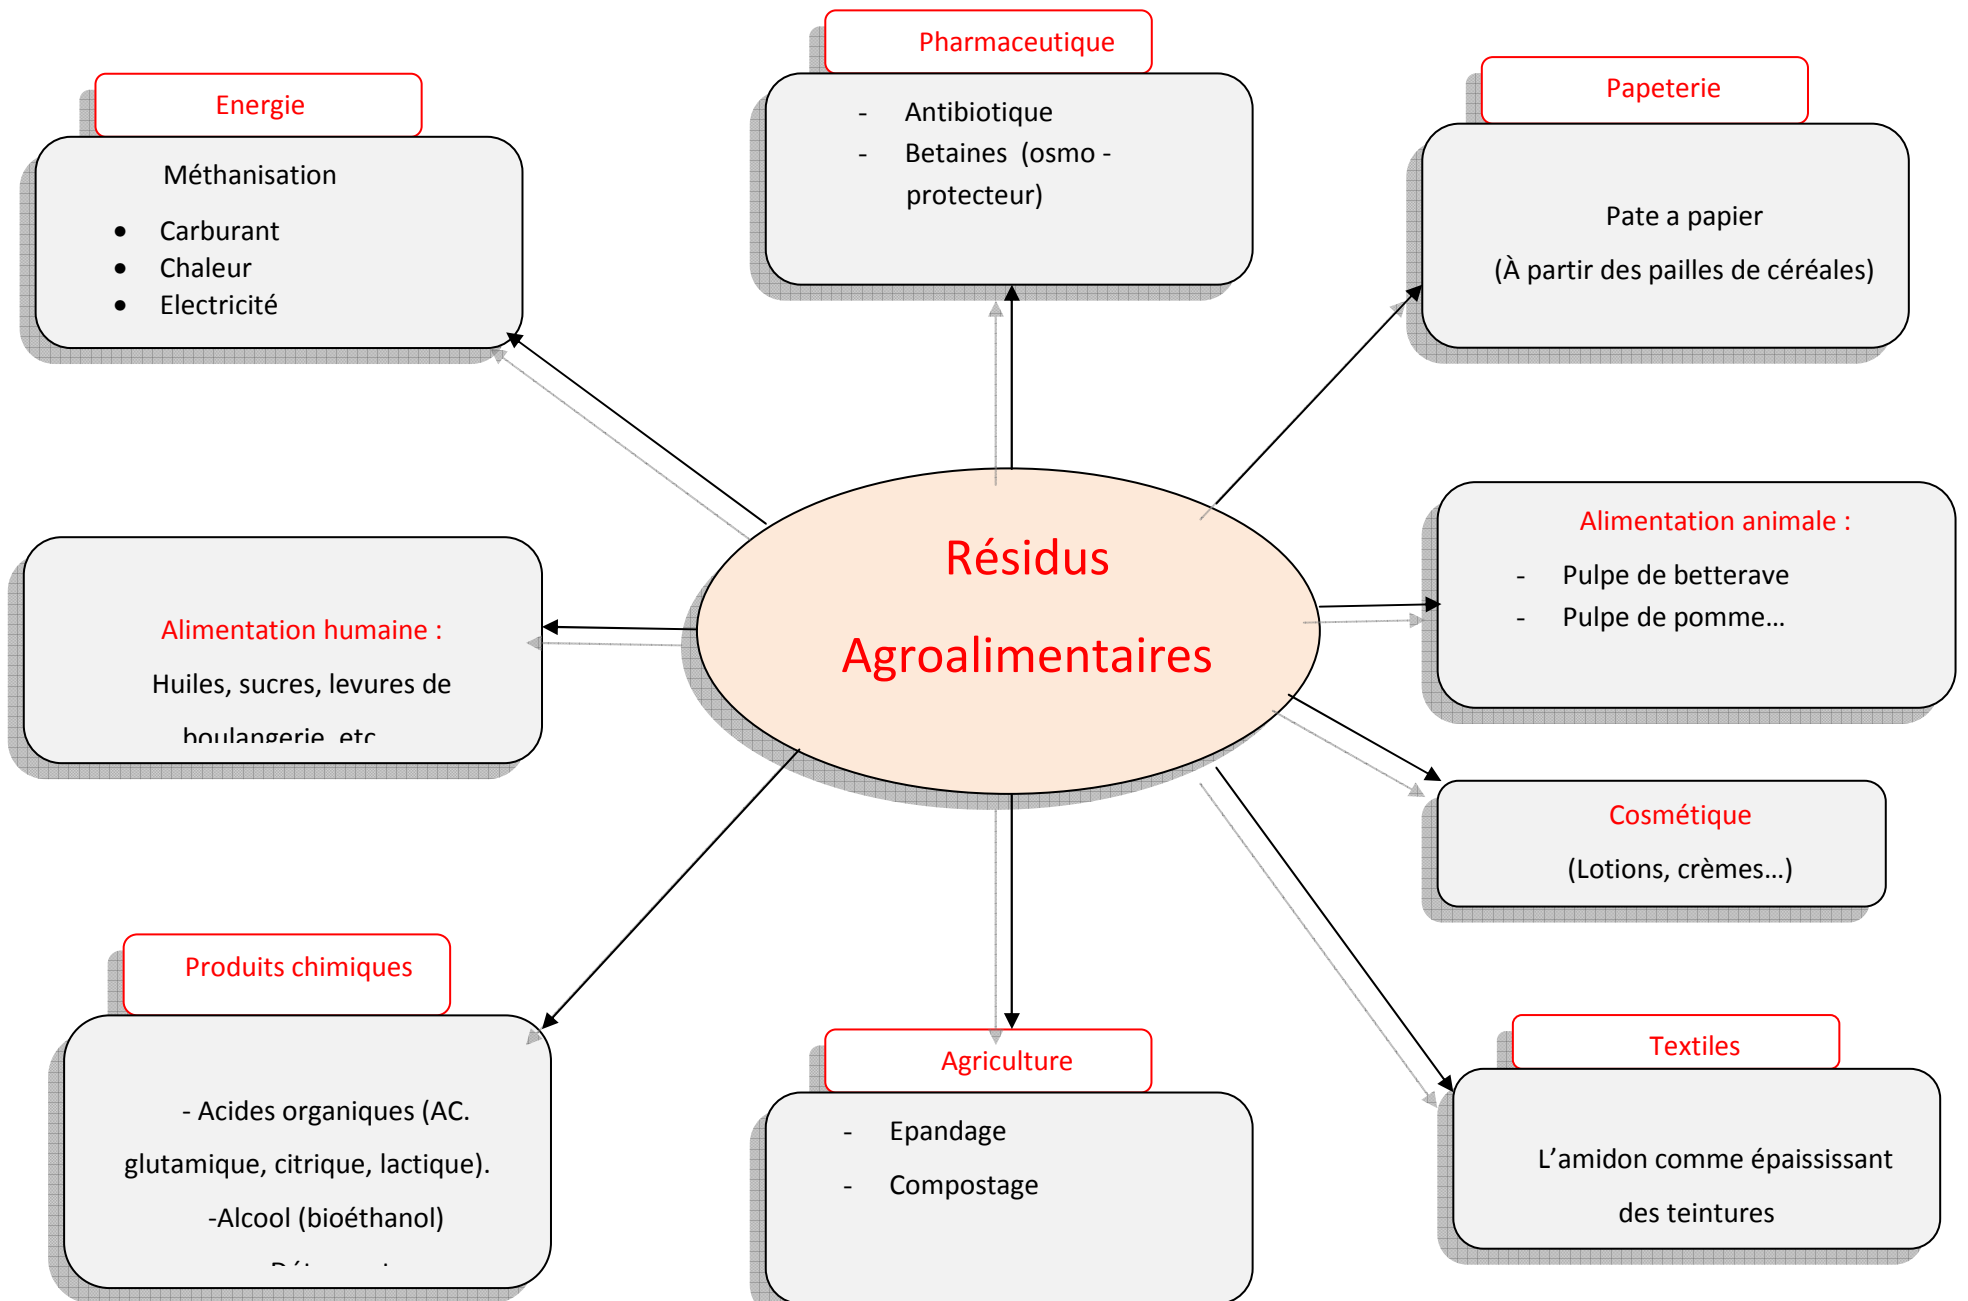 Pharmaceutique
- Antibiotique
- Betaines (osmo -
protecteur)
Energie
Méthanisation
• Carburant
• Chaleur
• Electricité
Papeterie
Pate a papier
(À partir des pailles de céréales)
Résidus
Agroalimentaires
Alimentation animale :
- Pulpe de betterave
- Pulpe de pomme…
Alimentation humaine :
Huiles, sucres, levures de
boulangerie, etc
Cosmétique
(Lotions, crèmes…)
Produits chimiques
- Acides organiques (AC.
glutamique, citrique, lactique).
-Alcool (bioéthanol)
Agriculture
- Epandage
- Compostage
Textiles
L’amidon comme épaississant
des teintures